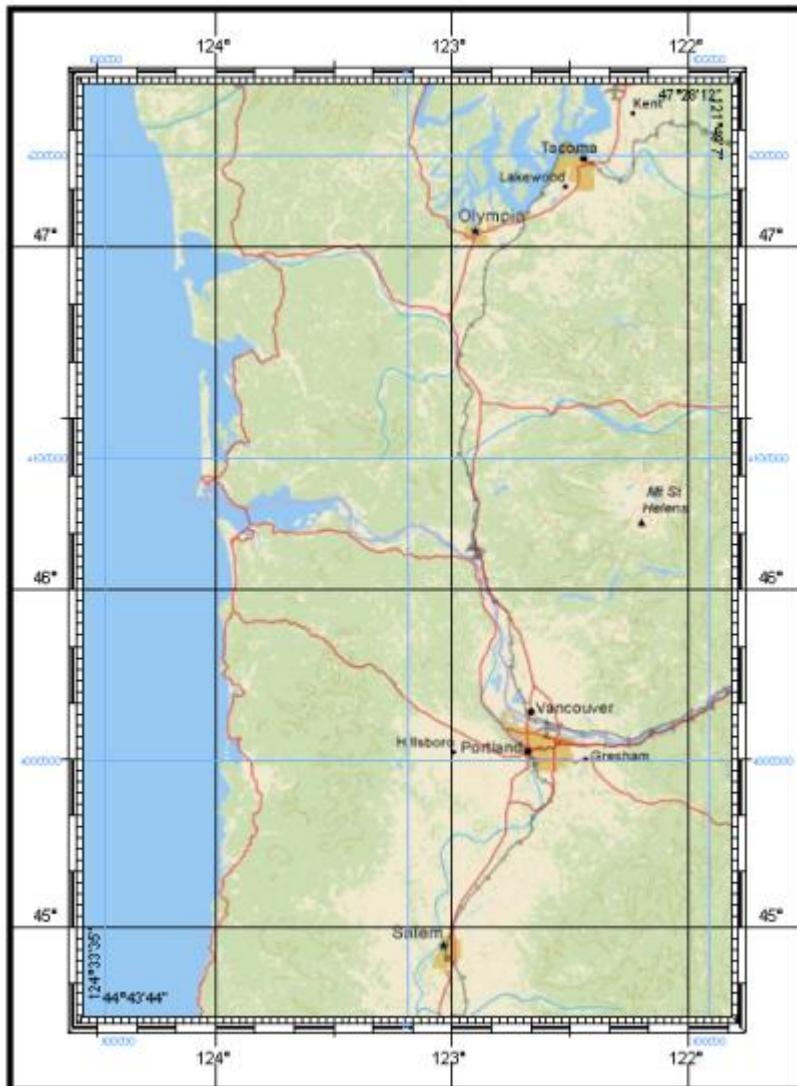 124° 123° 122°
47°28'12"
121°49'7"
Kent
Tacoma
Lakewood
Olympia
47° 47°
Mt St
Helens
46° 46°
Vancouver
Hillsboro Portland
Gresham
45° 45°
Salem
124°33'35"
44°43'44"
124° 123° 122°